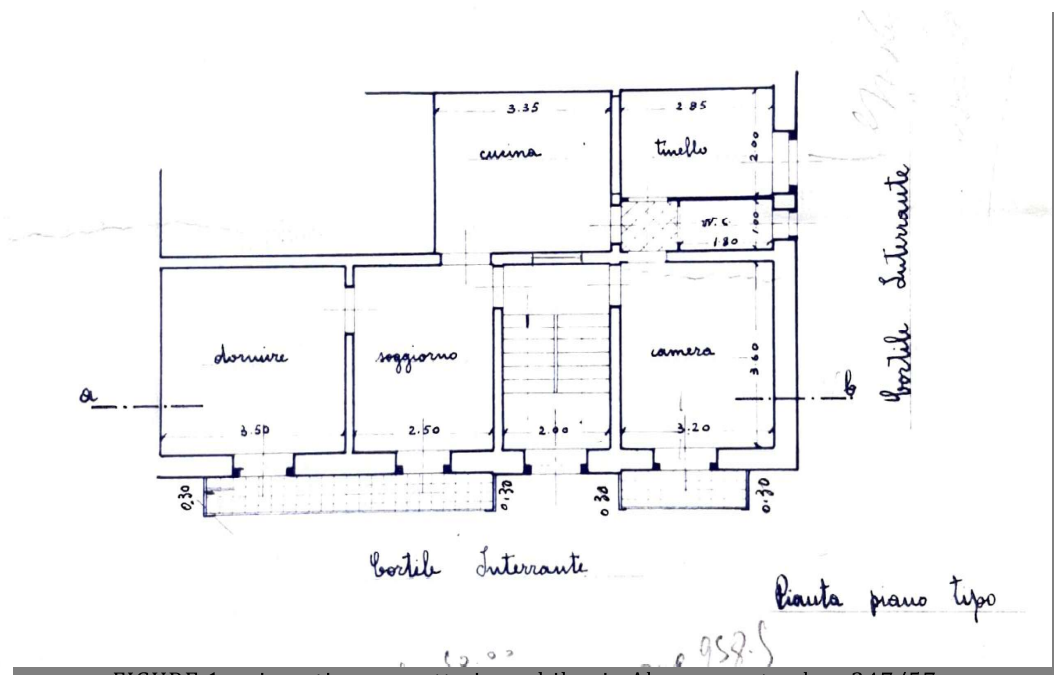 3.35
2.85
cucina
tinello
2.00
W.C.
1.80
1.00
Cortile Interrante
dormire
soggiorno
camera
3.60
a
b
3.50
2.50
2.00
3.20
0.30
0.30
0.30
0.30
Cortile Interrante
Pianta piano tipo
958.5